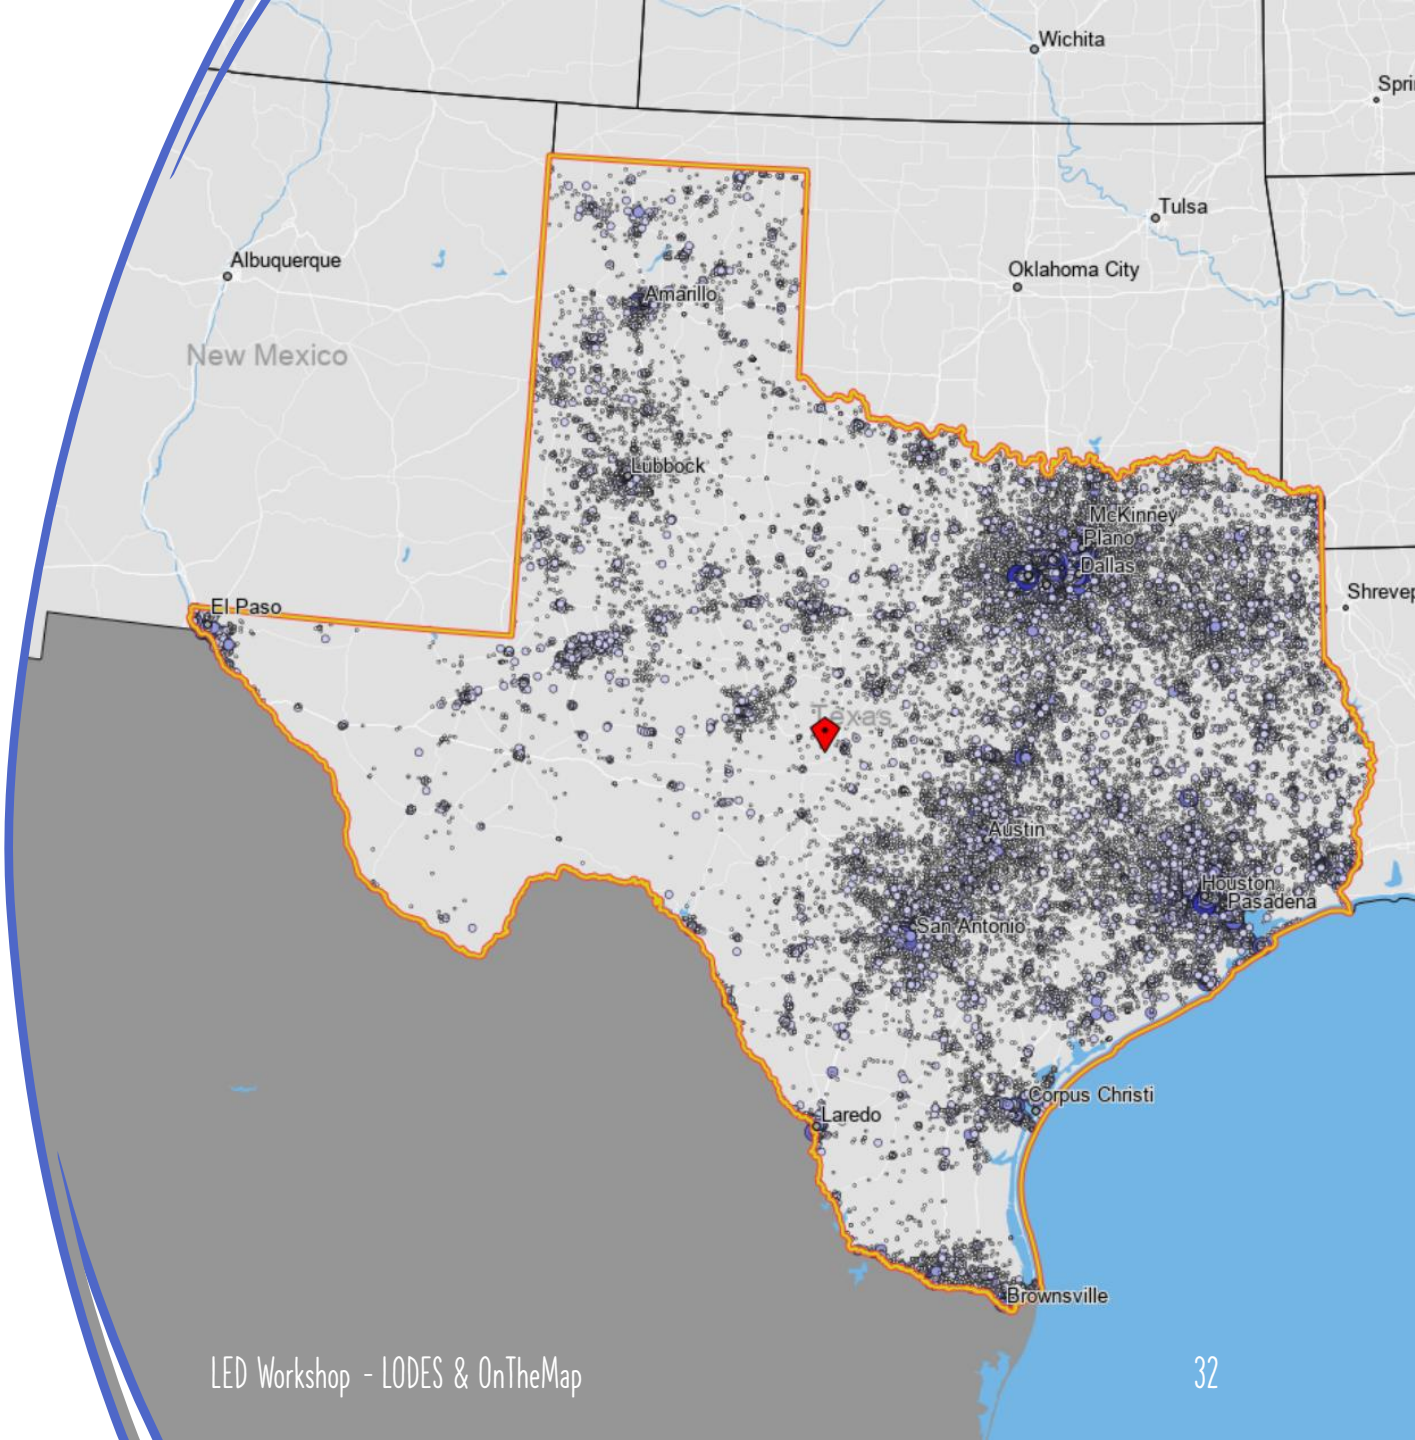 Wichita
Sprin
Tulsa
Albuquerque
Oklahoma City
Amarillo
New Mexico
Lubbock
McKinney
Plano
Dallas
Shrevep
El Paso
Texas
Austin
Houston
Pasadena
San Antonio
Corpus Christi
Laredo
Brownsville
LED Workshop - LODES & OnTheMap
32